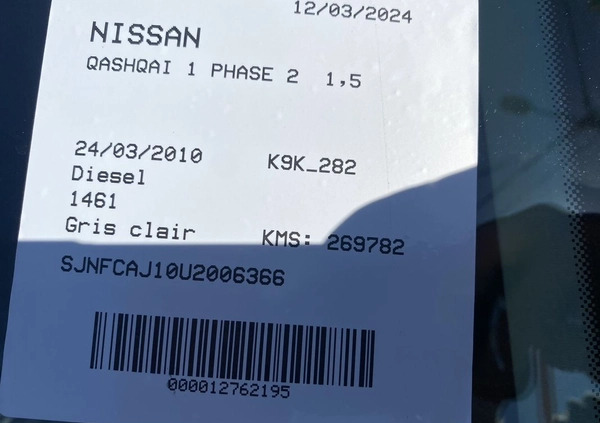 12/03/2024
NISSAN
QASHQAI 1 PHASE 2 1,5
24/03/2010 K9K_282
Diesel
1461
Gris clair KMS: 269782
SJNFCAJ10U2006366
000012762195